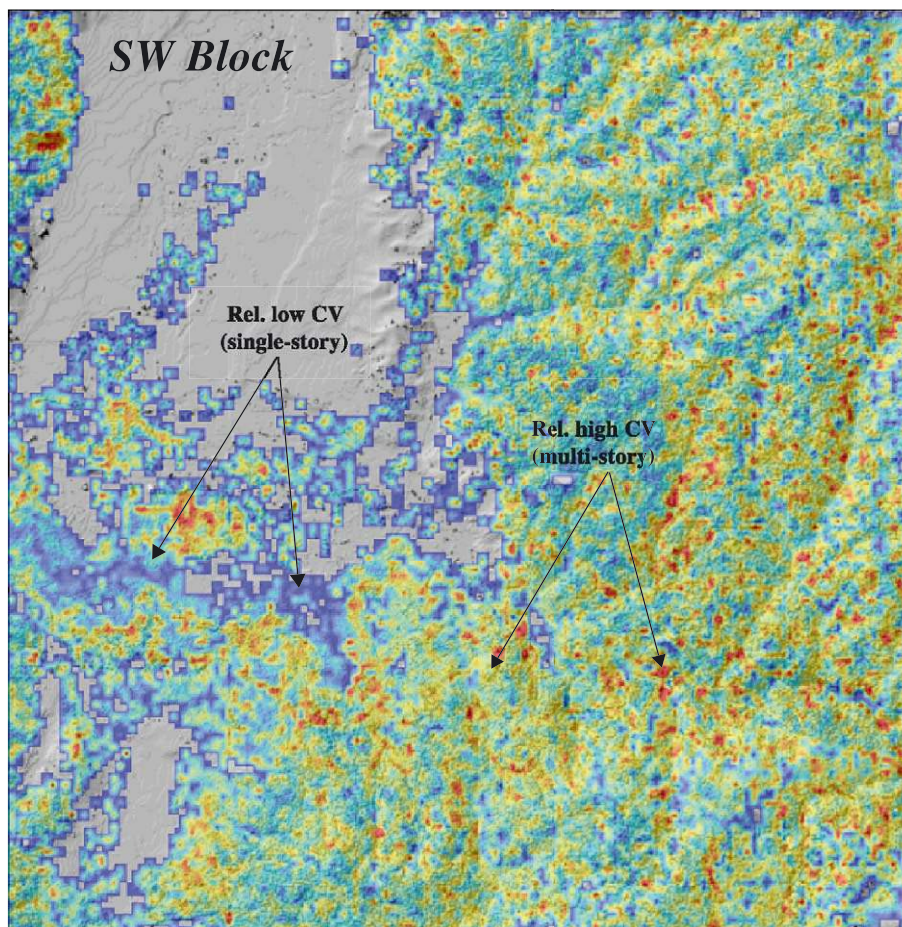 SW Block
Rel. low CV
(single-story)
Rel. high CV
(multi-story)